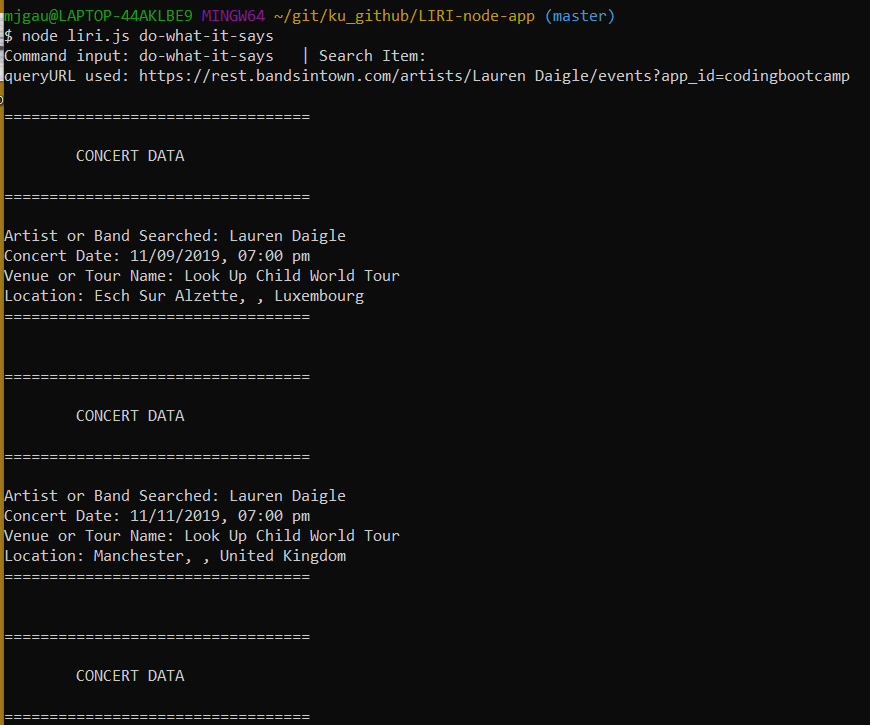 mjgau@LAPTOP-44AKLBE9 MINGW64 ~/git/ku_github/LIRI-node-app (master)
$ node liri.js do-what-it-says
Command input: do-what-it-says   | Search Item:
queryURL used: https://rest.bandsintown.com/artists/Lauren Daigle/events?app_id=codingbootcamp
==================================
CONCERT DATA
==================================
Artist or Band Searched: Lauren Daigle
Concert Date: 11/09/2019, 07:00 pm
Venue or Tour Name: Look Up Child World Tour
Location: Esch Sur Alzette, , Luxembourg
==================================
==================================
CONCERT DATA
==================================
Artist or Band Searched: Lauren Daigle
Concert Date: 11/11/2019, 07:00 pm
Venue or Tour Name: Look Up Child World Tour
Location: Manchester, , United Kingdom
==================================
==================================
CONCERT DATA
==================================